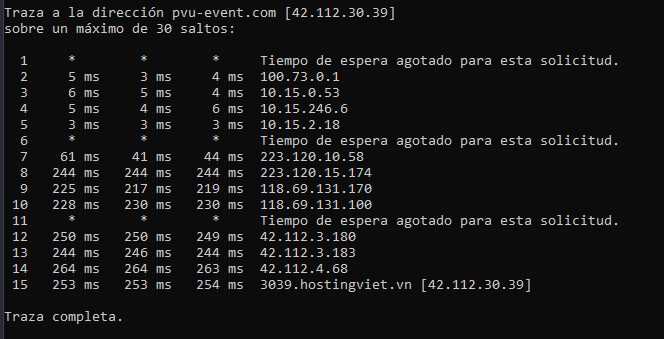 Traza a la dirección pvu-event.com [42.112.30.39]
sobre un máximo de 30 saltos:
1 * * * Tiempo de espera agotado para esta solicitud.
2 5 ms 3 ms 4 ms 100.73.0.1
3 6 ms 5 ms 4 ms 10.15.0.53
4 5 ms 4 ms 6 ms 10.15.246.6
5 3 ms 3 ms 3 ms 10.15.2.18
6 * * * Tiempo de espera agotado para esta solicitud.
7 61 ms 41 ms 44 ms 223.120.10.58
8 244 ms 244 ms 244 ms 223.120.15.174
9 225 ms 217 ms 219 ms 118.69.131.170
10 228 ms 230 ms 230 ms 118.69.131.100
11 * * * Tiempo de espera agotado para esta solicitud.
12 250 ms 250 ms 249 ms 42.112.3.180
13 244 ms 246 ms 244 ms 42.112.3.183
14 264 ms 264 ms 263 ms 42.112.4.68
15 253 ms 253 ms 254 ms 3039.hostingviet.vn [42.112.30.39]
Traza completa.